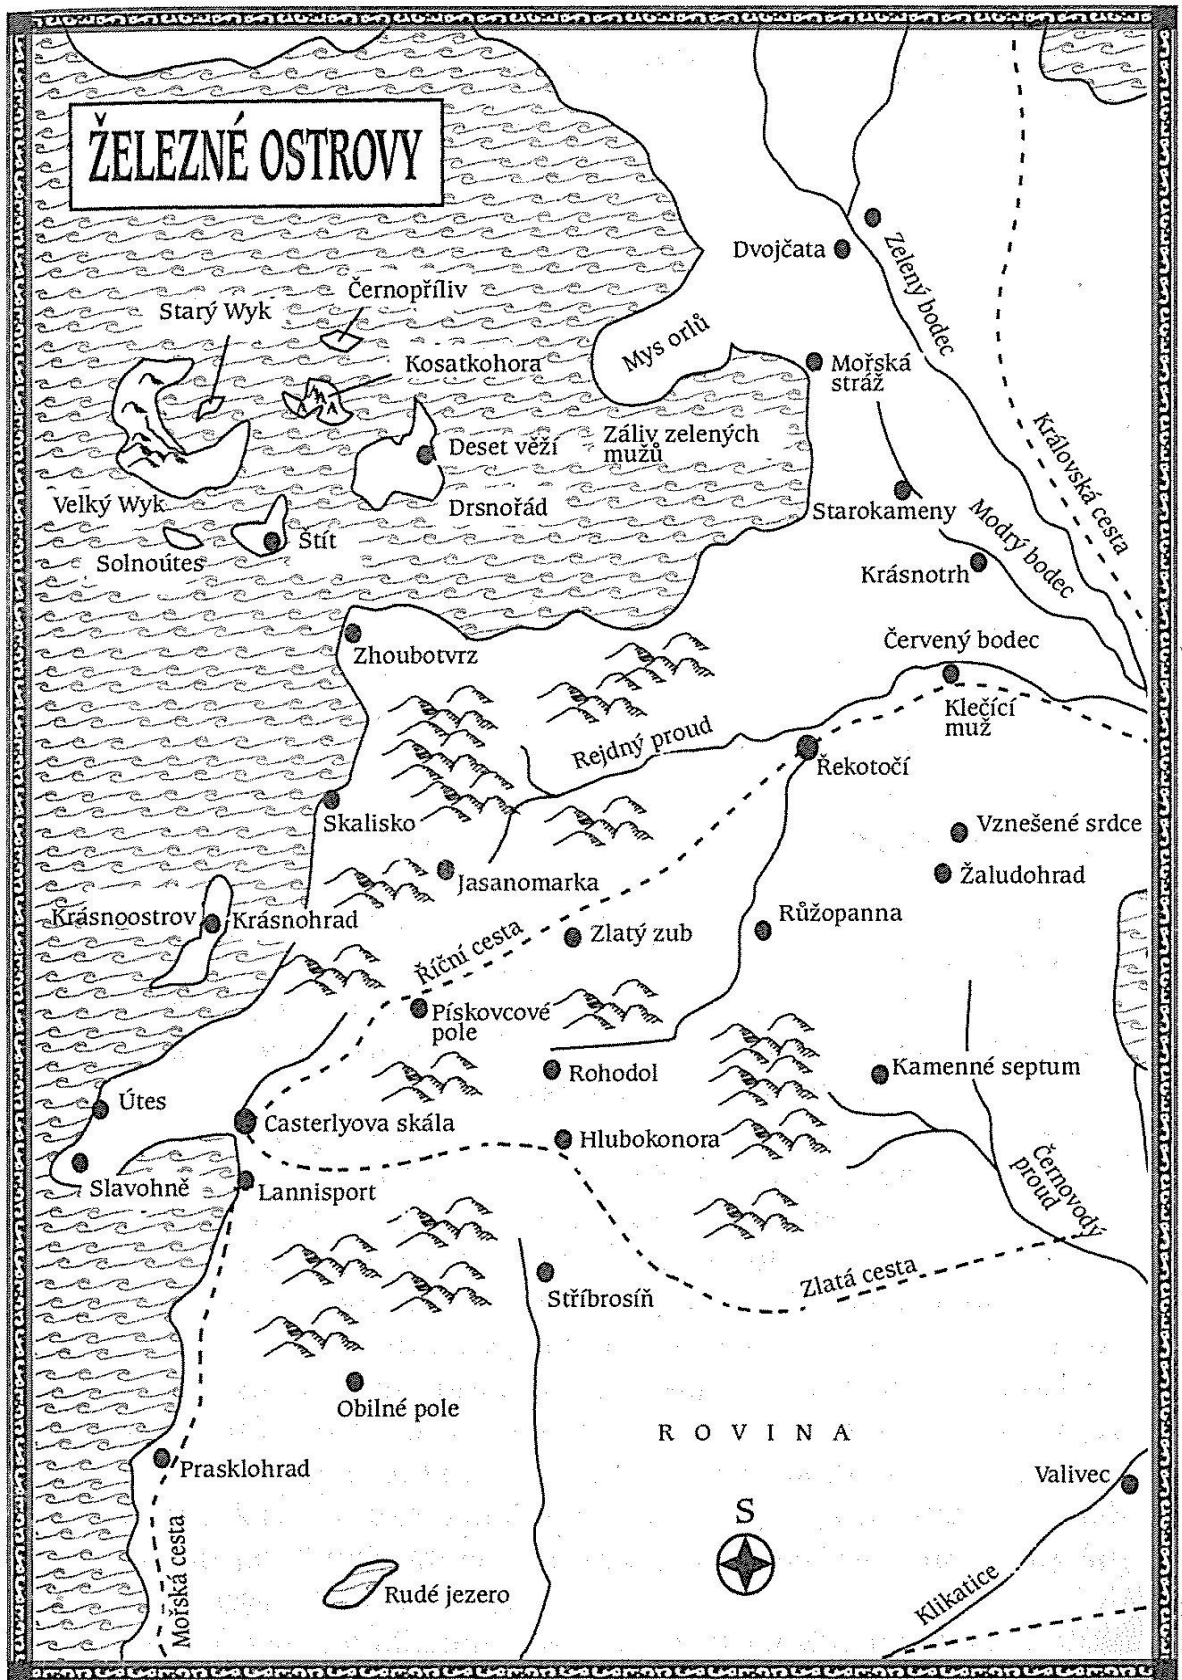 ŽELEZNÉ OSTROVY
Dvojčata
Zelený bodec
Černopříliv
Starý Wyk
Mys orlů
Kosatkohora
Mořská
stráž
Královská cesta
Deset věží
Záliv zelených
mužů
Velký Wyk
Drsnořád
Starokameny
Modrý bodec
Štít
Solnoútes
Krásnotrh
Zhoubotvrz
Červený bodec
Klečící
muž
Rejdný proud
Řekotočí
Skalisko
Vznešené srdce
Jasanomarka
Žaludohrad
Krásnoostrov
Krásnohrad
Růžopanna
Zlatý zub
Říční cesta
Pískovcové
pole
Rohodol
Kamenné septum
Útes
Casterlyova skála
Hlubokonora
Černovodý
proud
Slavohně
Lannisport
Zlatá cesta
Stříbrosíň
Obilné pole
ROVINA
Prasklohrad
Valivec
S
Mořská cesta
Rudé jezero
Klikatice